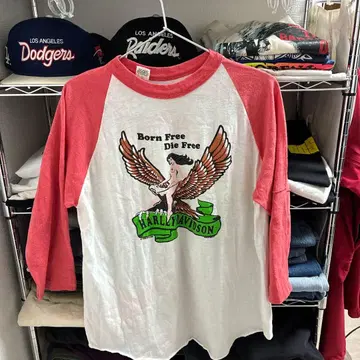 LOS ANGELES
Dodgers
LOS ANGELES
Raiders
Born Free
Die Free
HARLEY DAVIDSON